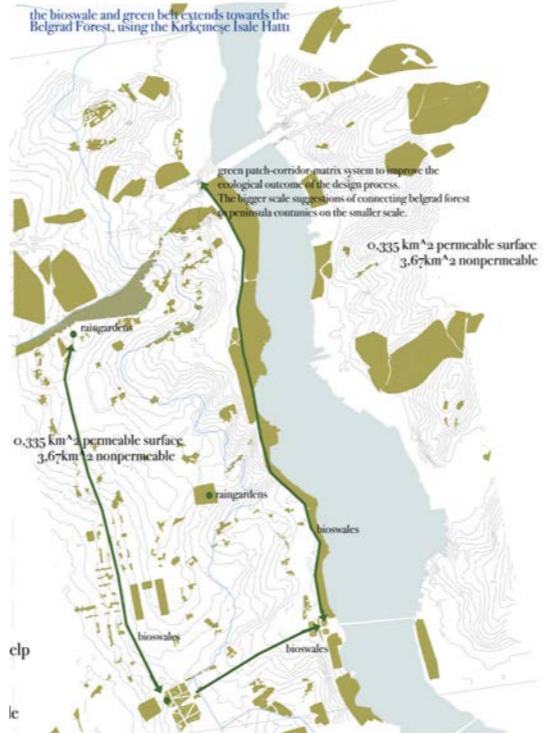 the bioswale and green belt extends towards the
Belgrad Forest, using the Kırkçmeşe İsale Hattı
green patch-corridor-matrix system to improve the
ecological outcome of the design process.
The bigger scale suggestions of connecting belgrad forest
to peninsula contunies on the smaller scale.
0,335 km^2 permeable surface
3,67km^2 nonpermeable
raingardens
0,335 km^2 permeable surface
3,67km^2 nonpermeable
raingardens
bioswales
bioswales
bioswales
elp
le